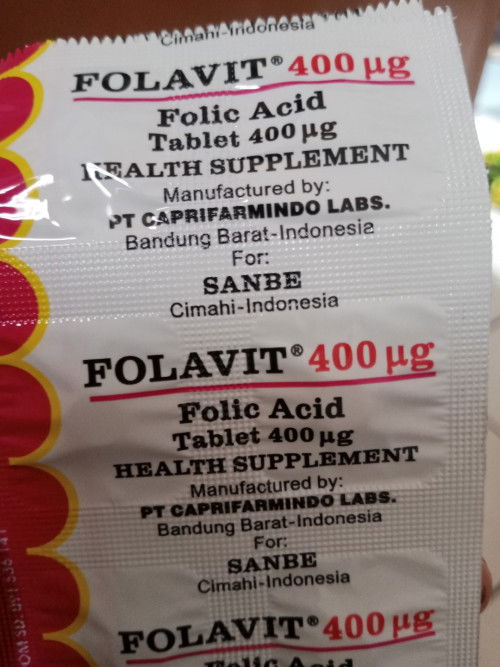 Cimahi-Indonesia
FOLAVIT® 400 µg
Folic Acid
Tablet 400 µg
HEALTH SUPPLEMENT
Manufactured by:
PT CAPRIFARMINDO LABS.
Bandung Barat-Indonesia
For:
SANBE
Cimahi-Indonesia
FOLAVIT® 400 µg
Folic Acid
Tablet 400 µg
HEALTH SUPPLEMENT
Manufactured by:
PT CAPRIFARMINDO LABS.
Bandung Barat-Indonesia
For:
SANBE
Cimahi-Indonesia
FOLAVIT® 400 µg
Folic Acid